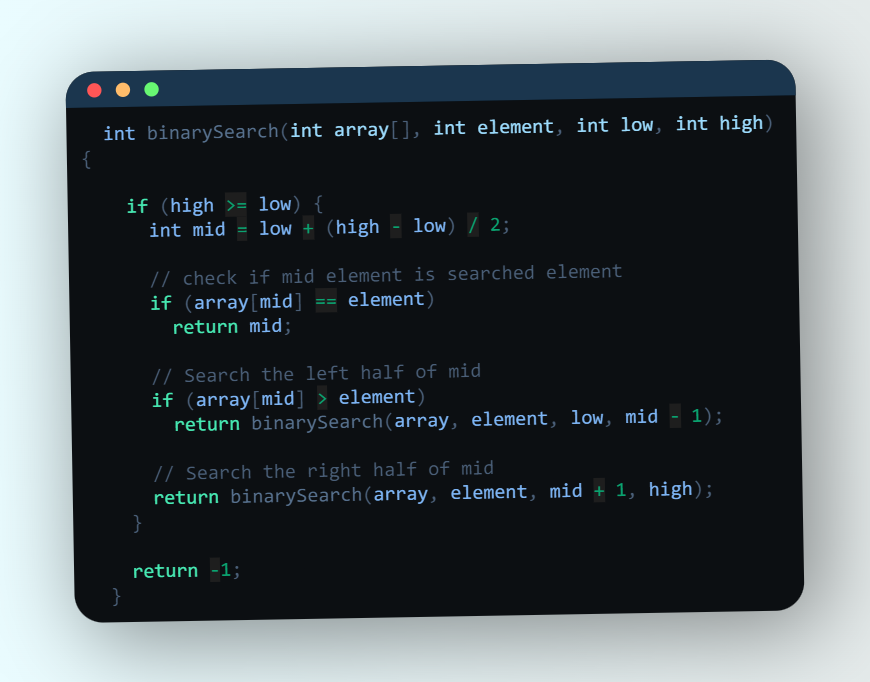 int binarySearch(int array[], int element, int low, int high)
{
if (high >= low) {
int mid = low + (high - low) / 2;
// check if mid element is searched element
if (array[mid] == element)
return mid;
// Search the left half of mid
if (array[mid] > element)
return binarySearch(array, element, low, mid - 1);
// Search the right half of mid
return binarySearch(array, element, mid + 1, high);
}
return -1;
}